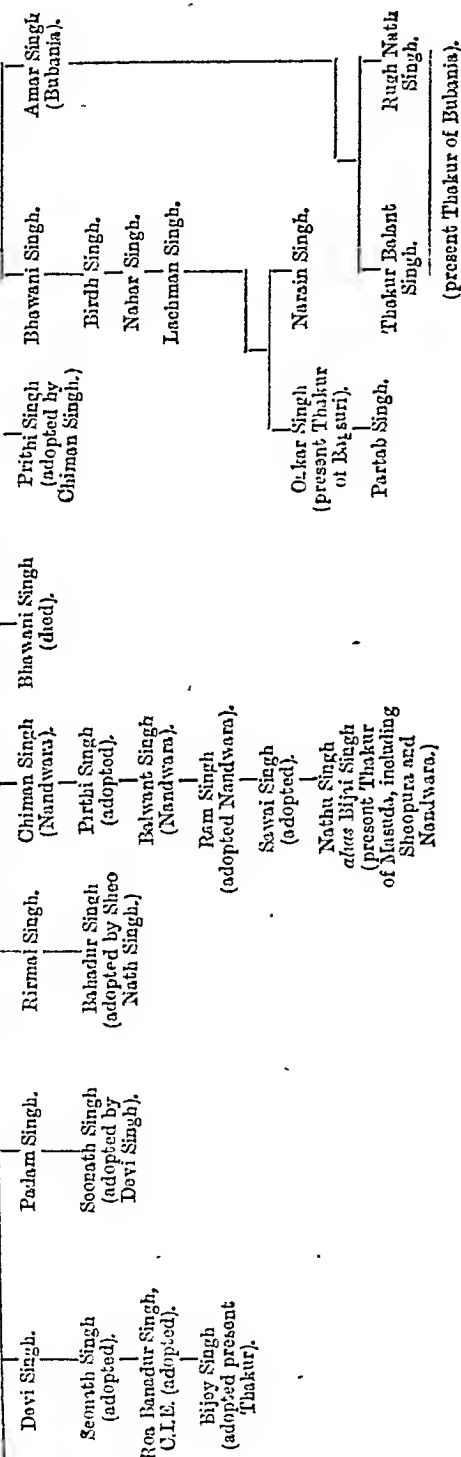 Devi Singh.
Seonath Singh
(adopted).
Roa Banadur Singh,
C.I.E. (adopted).
Bijey Singh
(adopted present
Thakur).
Padam Singh.
Soonath Singh
(adopted by
Devi Singh).
Rirmal Singh.
Bahadur Singh
(adopted by Sheo
Nath Singh.)
Chiman Singh
(Nandwara).
Pirthi Singh
(adopted).
Balwant Singh
(Nandwara).
Ram Singh
(adopted Nandwara).
Sawai Singh
(adopted).
Nathu Singh
alias Bijai Singh
(present Thakur
of Masuda, including
Sheopura and
Nandwara.)
Bhawani Singh
(died).
Prithi Singh
(adopted by
Chiman Singh.)
Bhawani Singh.
Birdh Singh.
Nahar Singh.
Lachman Singh.
Onkar Singh
(present Thakur
of Bagsuri).
Partab Singh.
Narain Singh.
Amar Singh
(Bubania).
Thakur Balant
Singh.
Rugh Nath
Singh.
(present Thakur of Bubania).